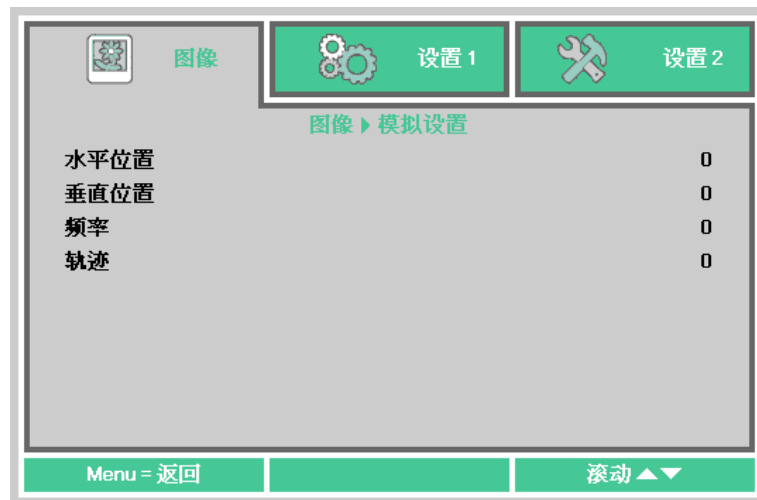 图像 设置 1 设置 2
图像▶模拟设置
水平位置 0
垂直位置 0
频率 0
轨迹 0
Menu = 返回 滚动▲▼